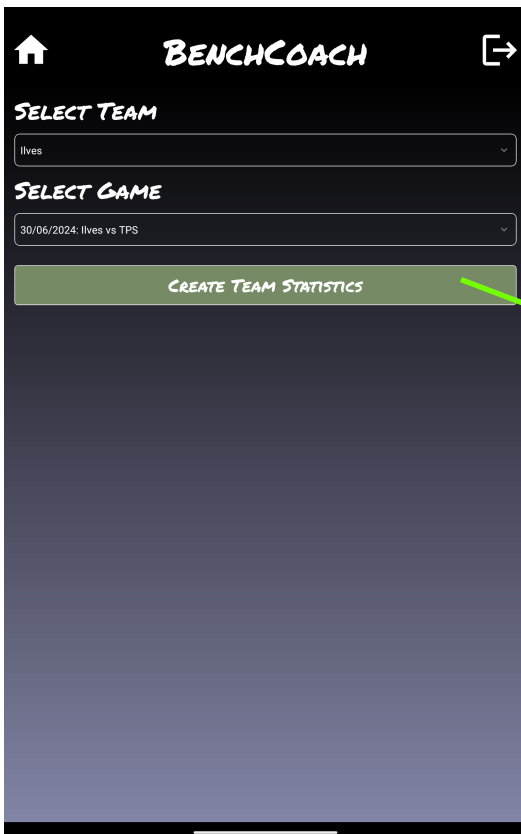 BenchCoach
Select Team
Ilves
Select Game
30/06/2024: Ilves vs TPS
Create Team Statistics